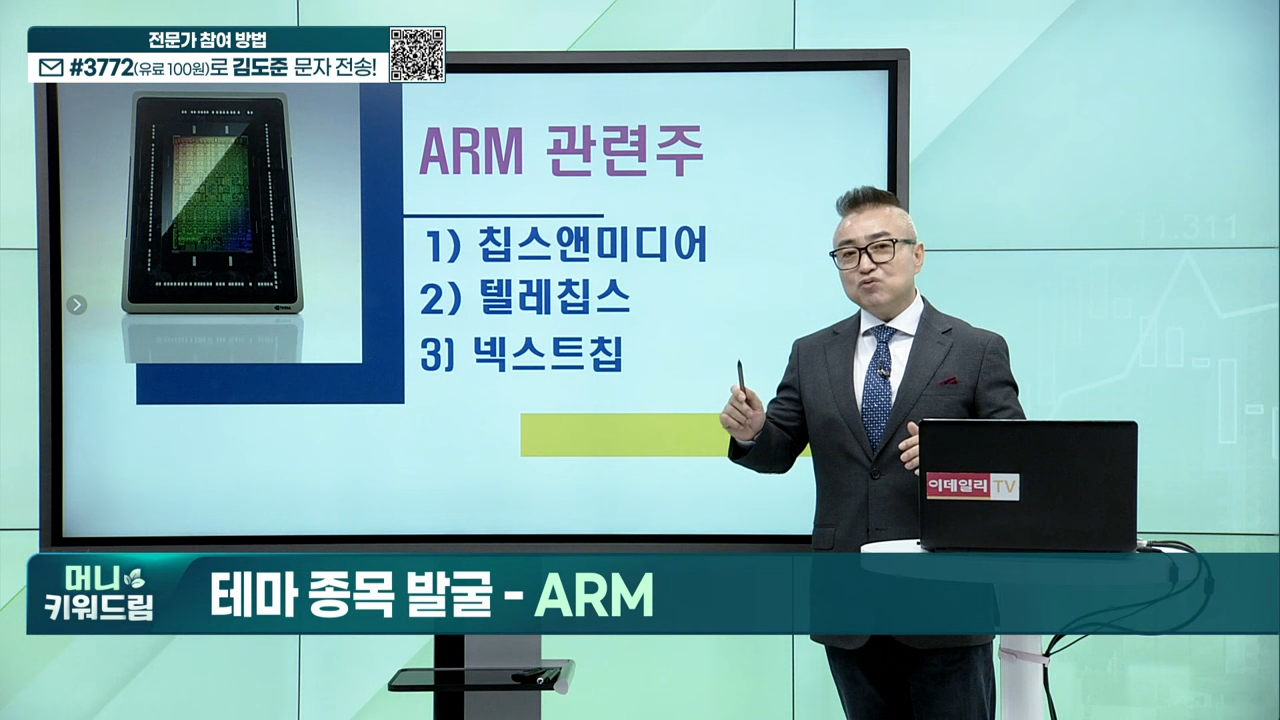 전문가 참여 방법
#3772(유료 100원)로 김도준 문자 전송!
ARM 관련주
1) 칩스앤미디어
2) 텔레칩스
3) 넥스트칩
11.311
이데일리 TV
머니
키워드림
테마 종목 발굴 - ARM